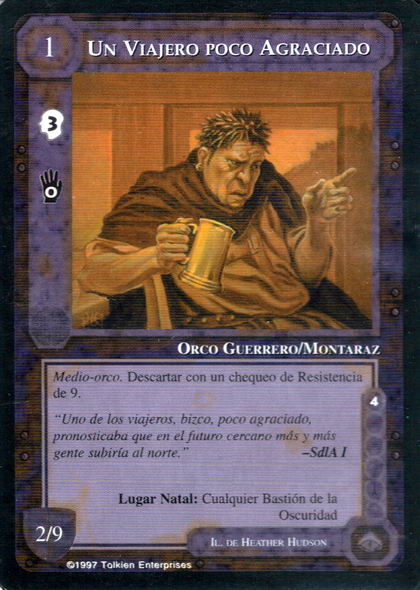 1
UN VIAJERO POCO AGRACIADO
3
0
ORCO GUERRERO/MONTARAZ
Medio-orco. Descartar con un chequeo de Resistencia
de 9.
4
“Uno de los viajeros, bizco, poco agraciado,
pronosticaba que en el futuro cercano más y más
gente subiría al norte.” –SdlA I
Lugar Natal: Cualquier Bastión de la
Oscuridad
2/9
IL. DE HEATHER HUDSON
©1997 Tolkien Enterprises